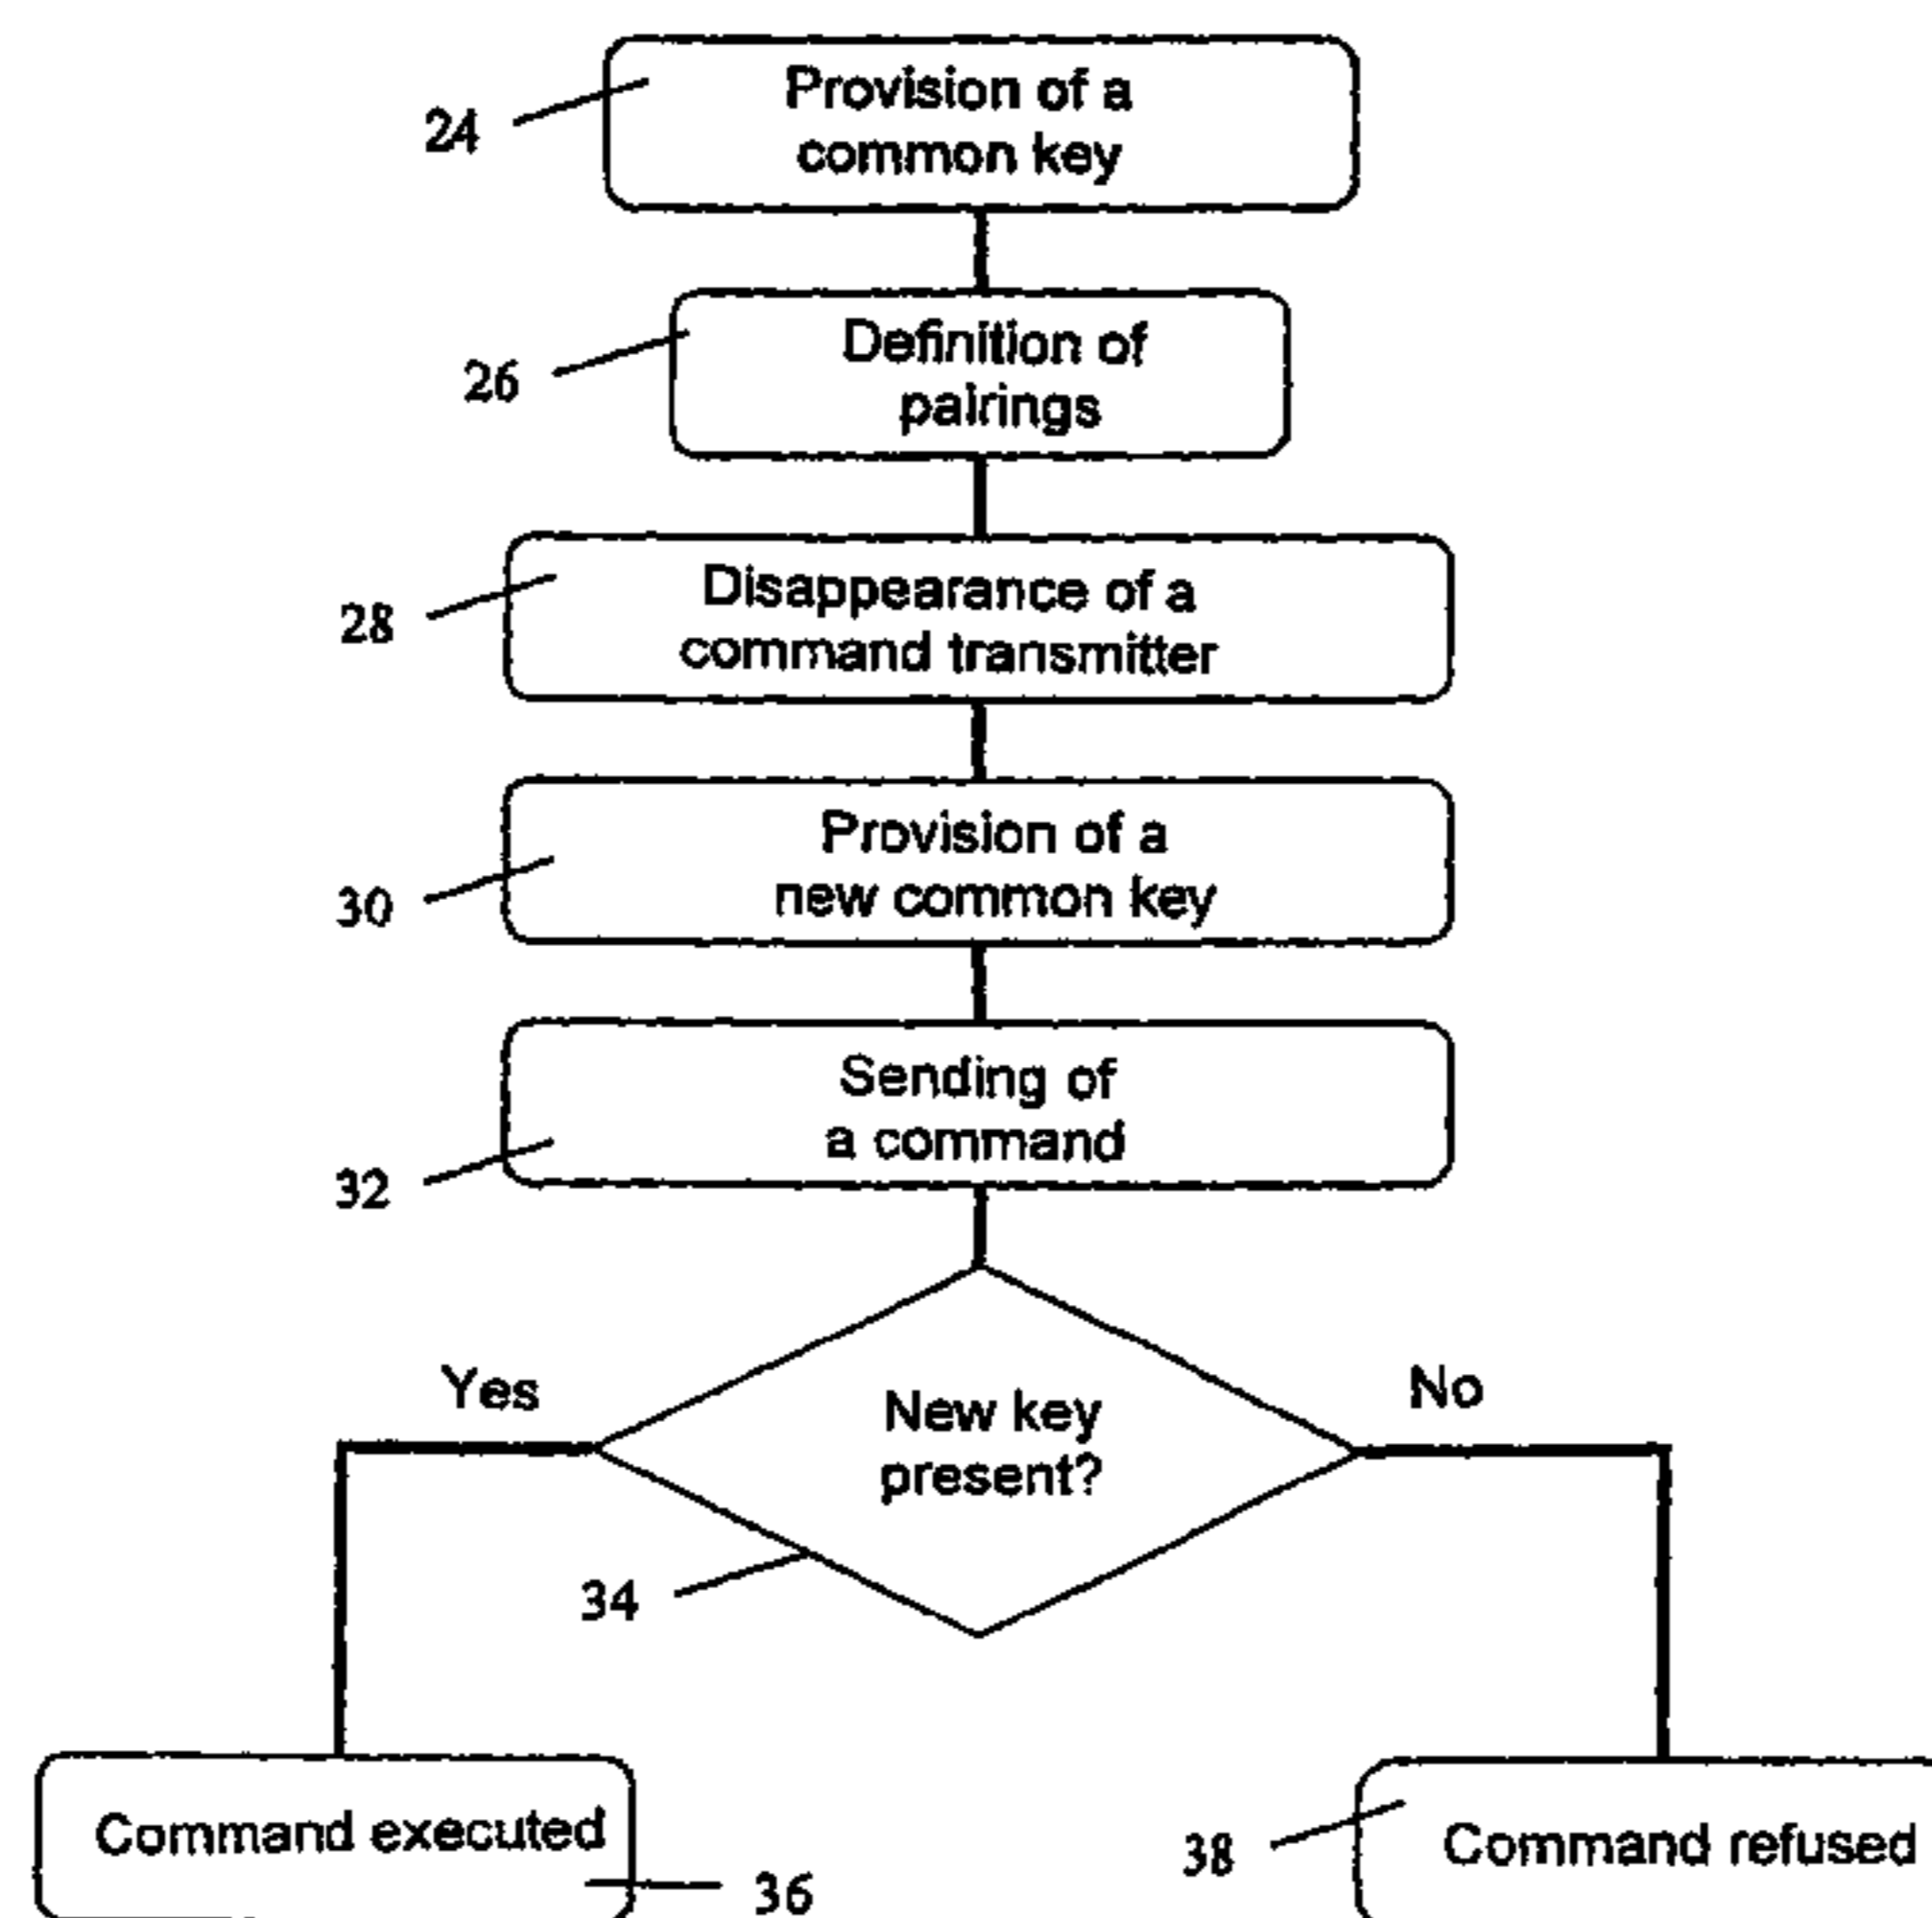 Provision of a
common key
24
Definition of
pairings
26
Disappearance of a
command transmitter
28
Provision of a
new common key
30
Sending of
a command
32
Yes
No
New key
present?
34
Command executed
36
Command refused
38